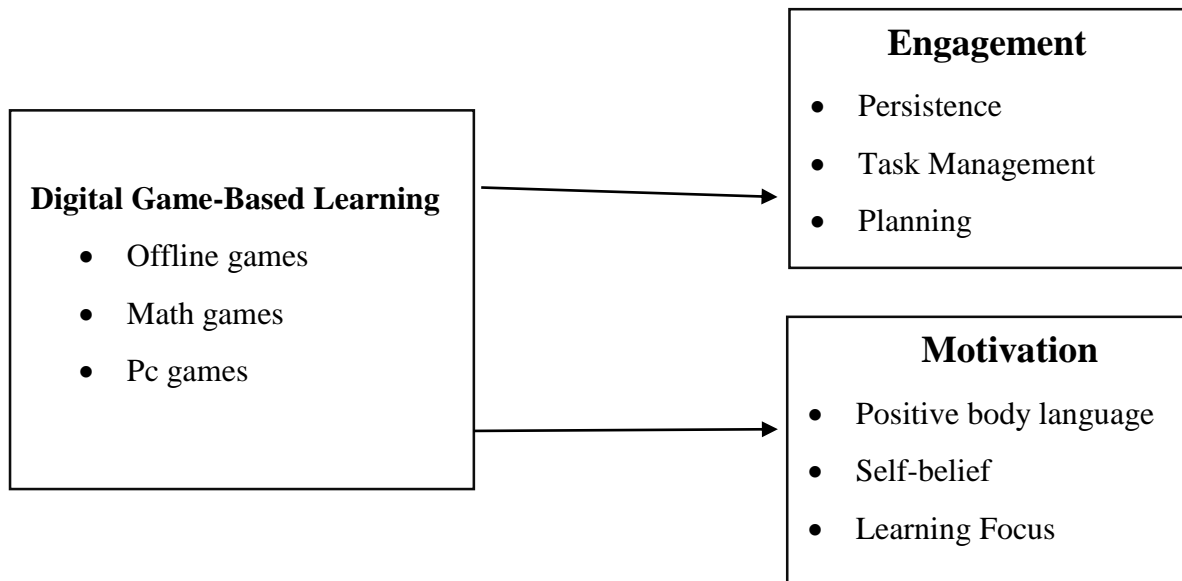 Digital Game-Based Learning
• Offline games
• Math games
• Pc games
Engagement
• Persistence
• Task Management
• Planning
Motivation
• Positive body language
• Self-belief
• Learning Focus